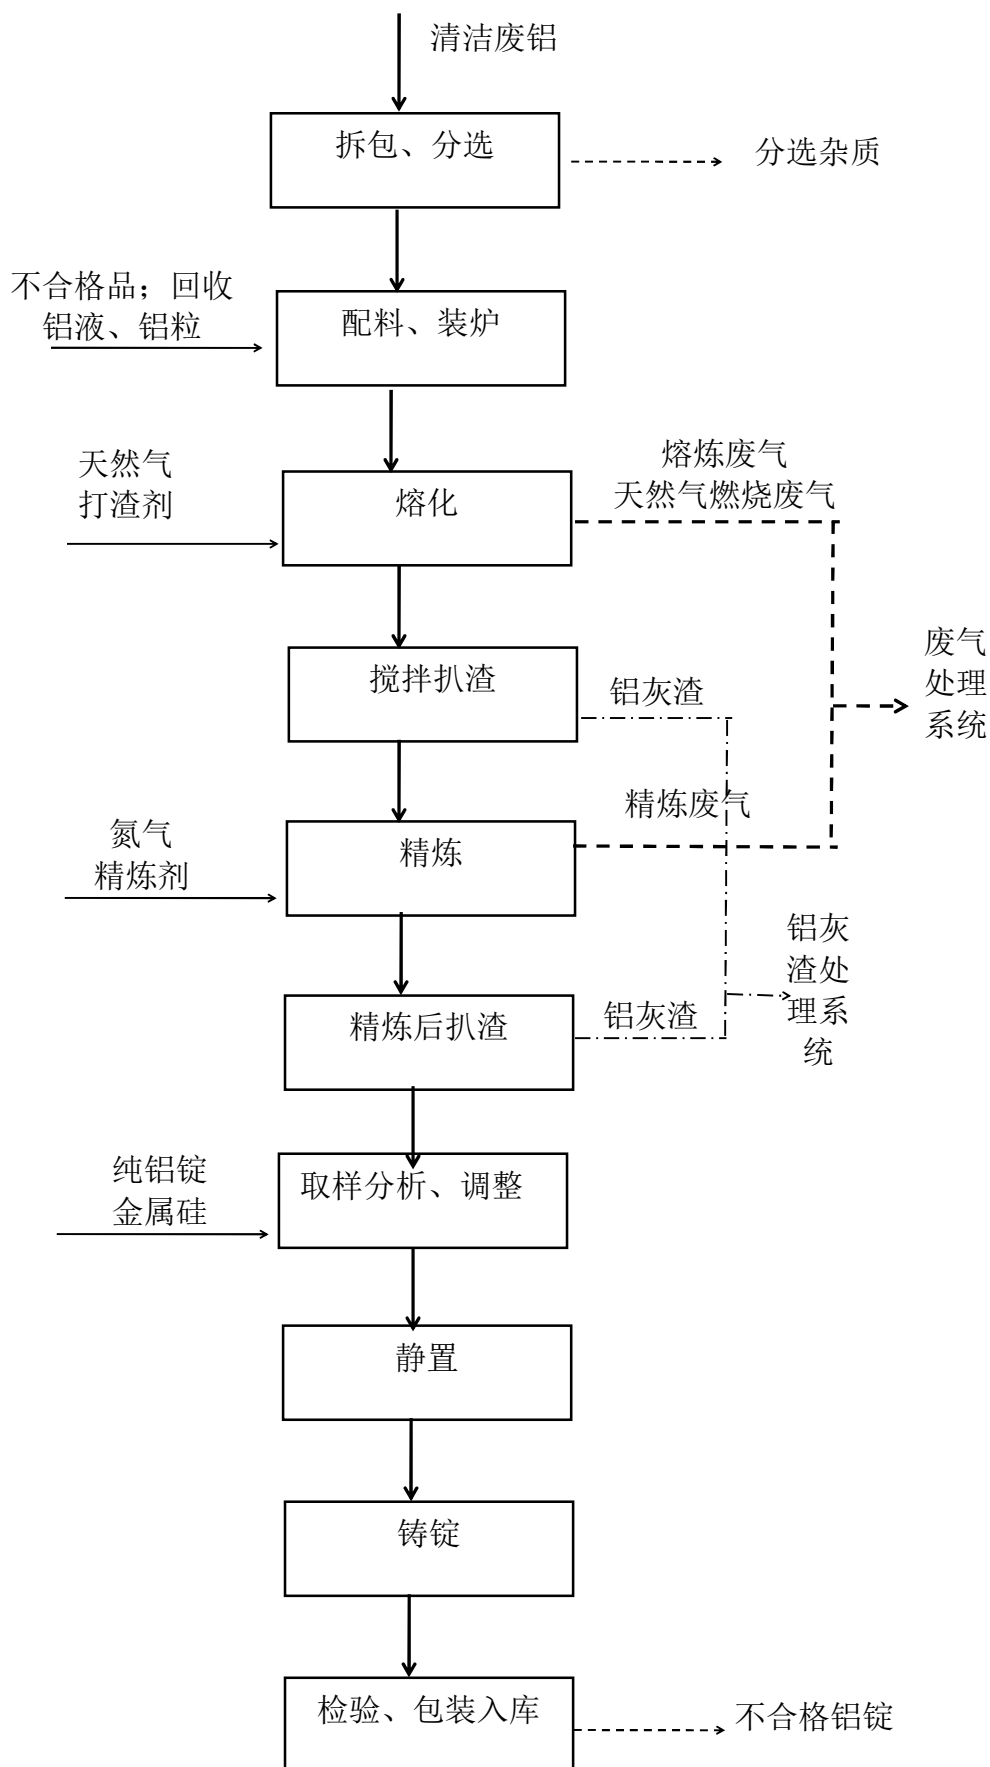 清洁废铝
拆包、分选
分选杂质
不合格品；回收
铝液、铝粒
配料、装炉
天然气
打渣剂
熔化
熔炼废气
天然气燃烧废气
搅拌扒渣
铝灰渣
废气
处理
系统
精炼废气
氮气
精炼剂
精炼
铝灰
渣处
理系
统
精炼后扒渣
铝灰渣
纯铝锭
金属硅
取样分析、调整
静置
铸锭
检验、包装入库
不合格铝锭